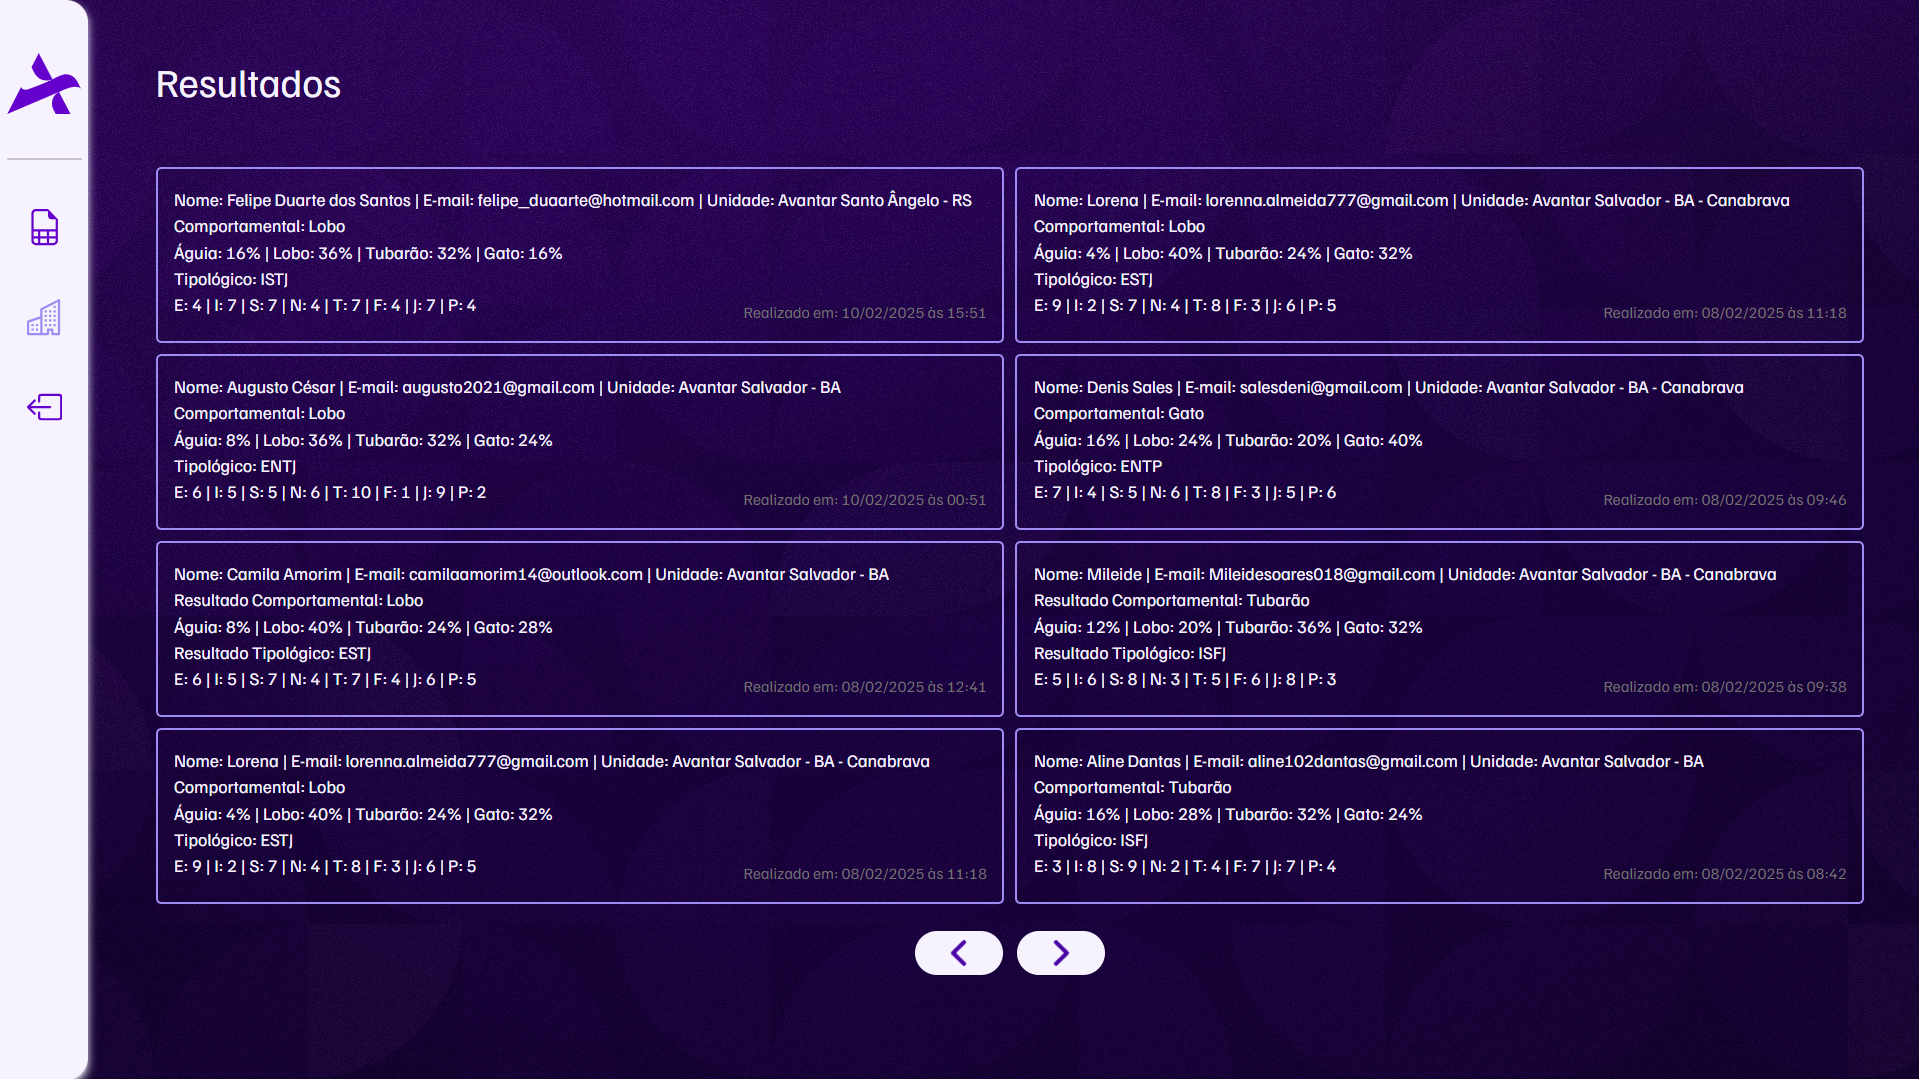 Resultados
Nome: Felipe Duarte dos Santos | E-mail: felipe_duaarte@hotmail.com | Unidade: Avantar Santo Ângelo - RS
Comportamental: Lobo
Águia: 16% | Lobo: 36% | Tubarão: 32% | Gato: 16%
Tipológico: ISTJ
E: 4 | I: 7 | S: 7 | N: 4 | T: 7 | F: 4 | J: 7 | P: 4
Realizado em: 10/02/2025 às 15:51
Nome: Lorena | E-mail: lorenna.almeida777@gmail.com | Unidade: Avantar Salvador - BA - Canabrava
Comportamental: Lobo
Águia: 4% | Lobo: 40% | Tubarão: 24% | Gato: 32%
Tipológico: ESTJ
E: 9 | I: 2 | S: 7 | N: 4 | T: 8 | F: 3 | J: 6 | P: 5
Realizado em: 08/02/2025 às 11:18
Nome: Augusto César | E-mail: augusto2021@gmail.com | Unidade: Avantar Salvador - BA
Comportamental: Lobo
Águia: 8% | Lobo: 36% | Tubarão: 32% | Gato: 24%
Tipológico: ENTJ
E: 6 | I: 5 | S: 5 | N: 6 | T: 10 | F: 1 | J: 9 | P: 2
Realizado em: 10/02/2025 às 00:51
Nome: Denis Sales | E-mail: salesdeni@gmail.com | Unidade: Avantar Salvador - BA - Canabrava
Comportamental: Gato
Águia: 16% | Lobo: 24% | Tubarão: 20% | Gato: 40%
Tipológico: ENTP
E: 7 | I: 4 | S: 5 | N: 6 | T: 8 | F: 3 | J: 5 | P: 6
Realizado em: 08/02/2025 às 09:46
Nome: Camila Amorim | E-mail: camilaamorim14@outlook.com | Unidade: Avantar Salvador - BA
Resultado Comportamental: Lobo
Águia: 8% | Lobo: 40% | Tubarão: 24% | Gato: 28%
Resultado Tipológico: ESTJ
E: 6 | I: 5 | S: 7 | N: 4 | T: 7 | F: 4 | J: 6 | P: 5
Realizado em: 08/02/2025 às 12:41
Nome: Mileide | E-mail: Mileidesoares018@gmail.com | Unidade: Avantar Salvador - BA - Canabrava
Resultado Comportamental: Tubarão
Águia: 12% | Lobo: 20% | Tubarão: 36% | Gato: 32%
Resultado Tipológico: ISFJ
E: 5 | I: 6 | S: 8 | N: 3 | T: 5 | F: 6 | J: 8 | P: 3
Realizado em: 08/02/2025 às 09:38
Nome: Lorena | E-mail: lorenna.almeida777@gmail.com | Unidade: Avantar Salvador - BA - Canabrava
Comportamental: Lobo
Águia: 4% | Lobo: 40% | Tubarão: 24% | Gato: 32%
Tipológico: ESTJ
E: 9 | I: 2 | S: 7 | N: 4 | T: 8 | F: 3 | J: 6 | P: 5
Realizado em: 08/02/2025 às 11:18
Nome: Aline Dantas | E-mail: aline102dantas@gmail.com | Unidade: Avantar Salvador - BA
Comportamental: Tubarão
Águia: 16% | Lobo: 28% | Tubarão: 32% | Gato: 24%
Tipológico: ISFJ
E: 3 | I: 8 | S: 9 | N: 2 | T: 4 | F: 7 | J: 7 | P: 4
Realizado em: 08/02/2025 às 08:42